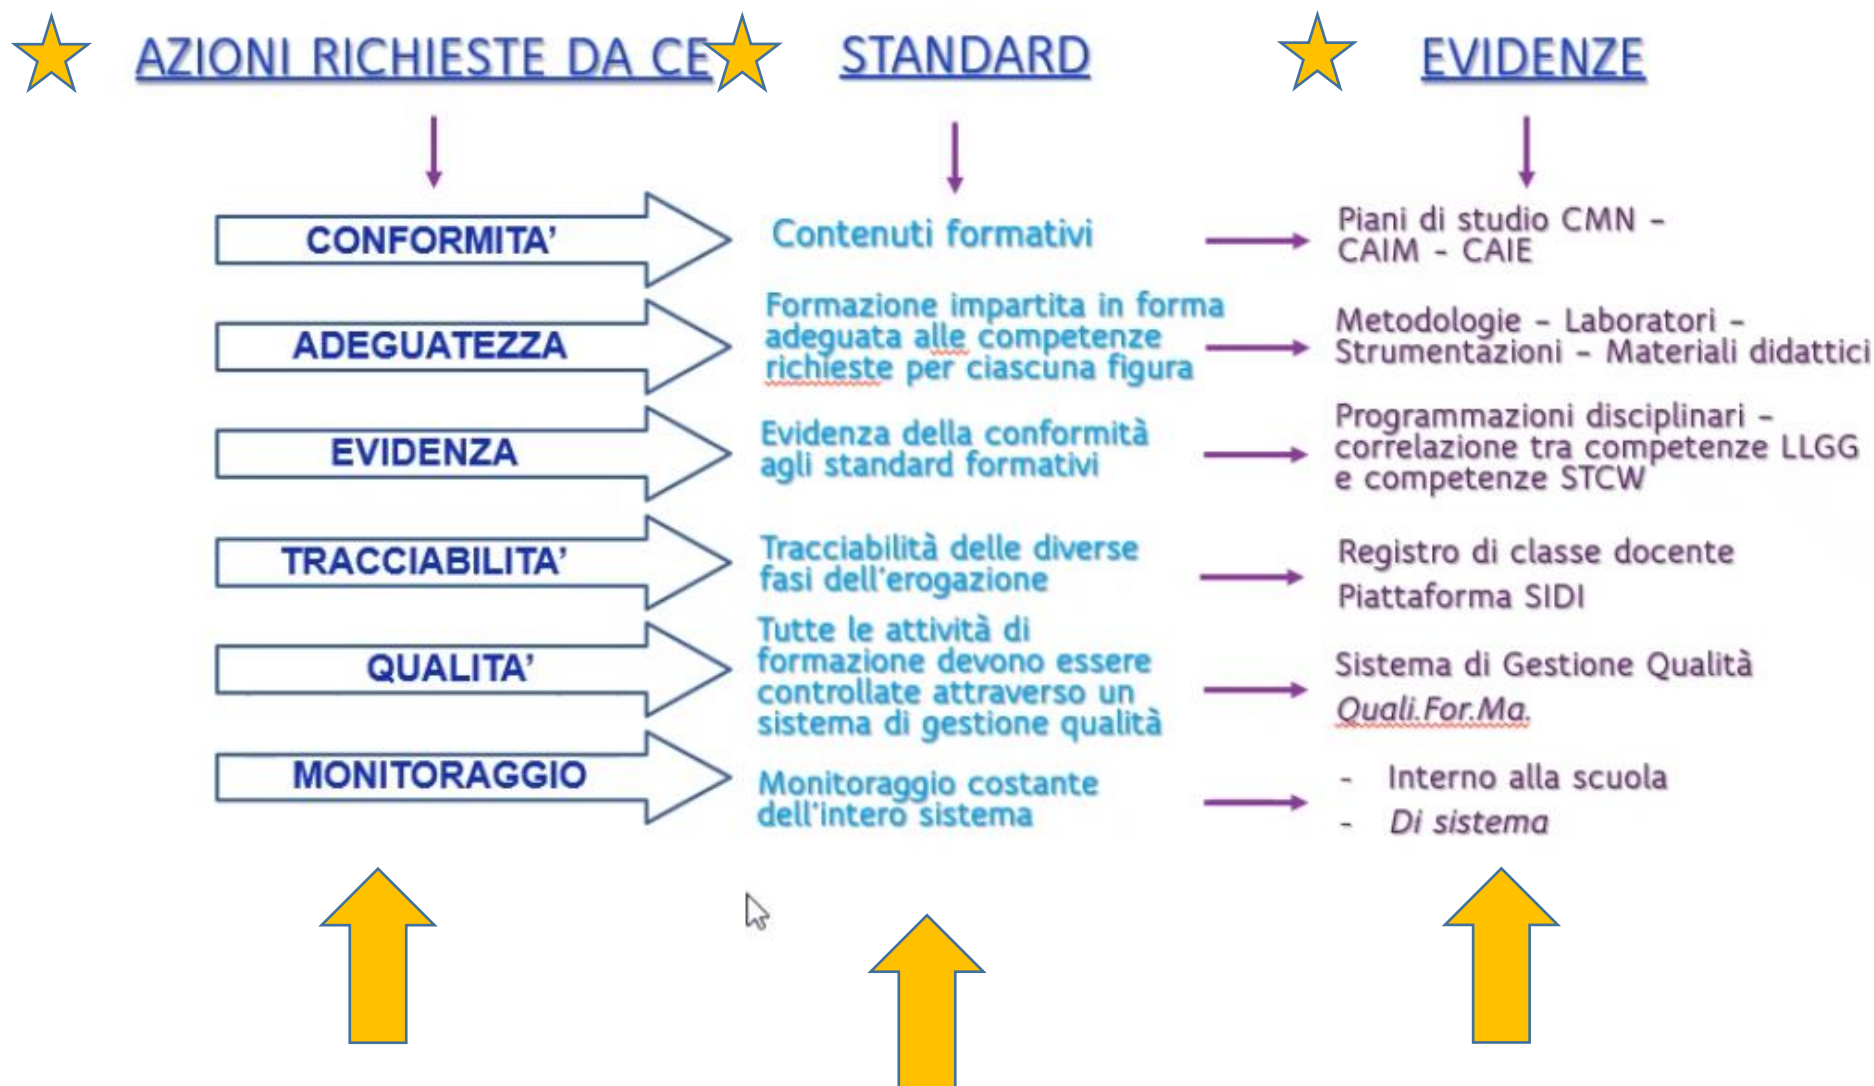 AZIONI RICHIESTE DA CE
STANDARD
EVIDENZE
CONFORMITA’
Contenuti formativi
Piani di studio CMN –
CAIM - CAIE
ADEGUATEZZA
Formazione impartita in forma
adeguata alle competenze
richieste per ciascuna figura
Metodologie – Laboratori –
Strumentazioni – Materiali didattici
EVIDENZA
Evidenza della conformità
agli standard formativi
Programmazioni disciplinari –
correlazione tra competenze LLGG
e competenze STCW
TRACCIABILITA’
Tracciabilità delle diverse
fasi dell'erogazione
Registro di classe docente
Piattaforma SIDI
QUALITA’
Tutte le attività di
formazione devono essere
controllate attraverso un
sistema di gestione qualità
Sistema di Gestione Qualità
Quali.For.Ma.
MONITORAGGIO
Monitoraggio costante
dell'intero sistema
- Interno alla scuola
- Di sistema